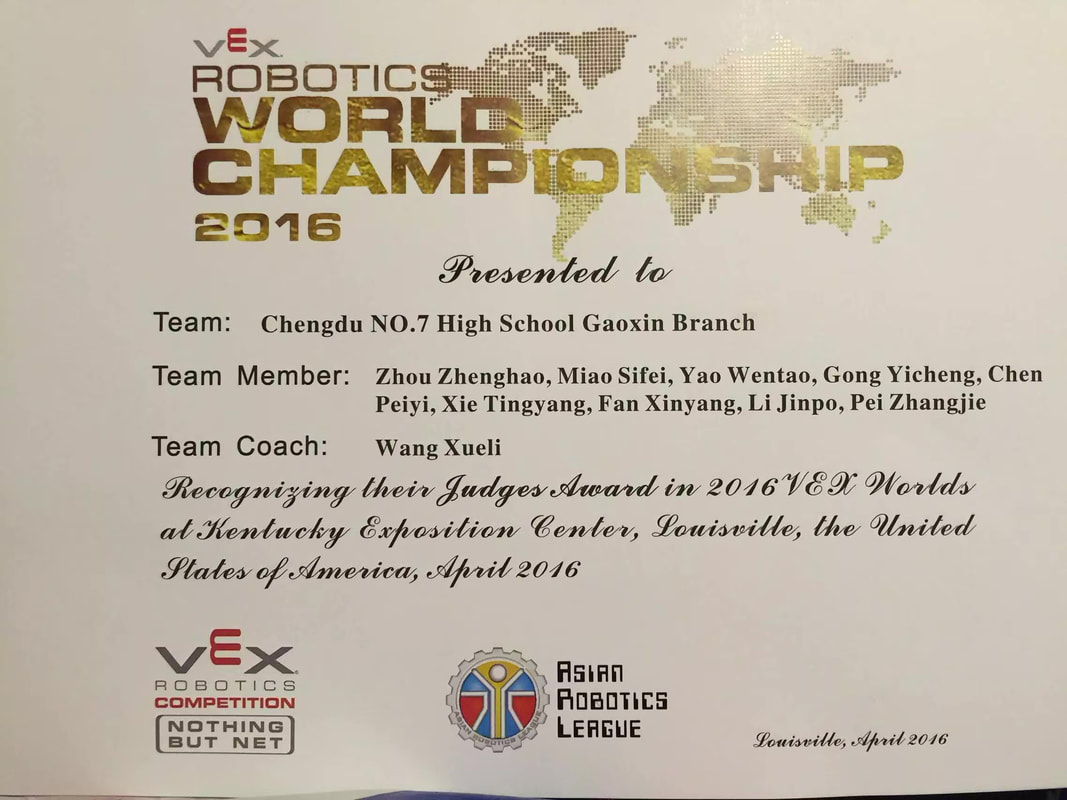 VEX
ROBOTICS
WORLD
CHAMPIONSHIP
2016
Presented to
Team: Chengdu NO.7 High School Gaoxin Branch
Team Member: Zhou Zhenghao, Miao Sifei, Yao Wentao, Gong Yicheng, Chen
Peiyi, Xie Tingyang, Fan Xinyang, Li Jinpo, Pei Zhangjie
Team Coach: Wang Xueli
Recognizing their Judges Award in 2016 VEX Worlds
at Kentucky Exposition Center, Louisville, the United
States of America, April 2016
VEX
ROBOTICS
COMPETITION
NOTHING
BUT NET
ASIAN ROBOTICS LEAGUE
ASIAN
ROBOTICS
LEAGUE
Louisville, April 2016